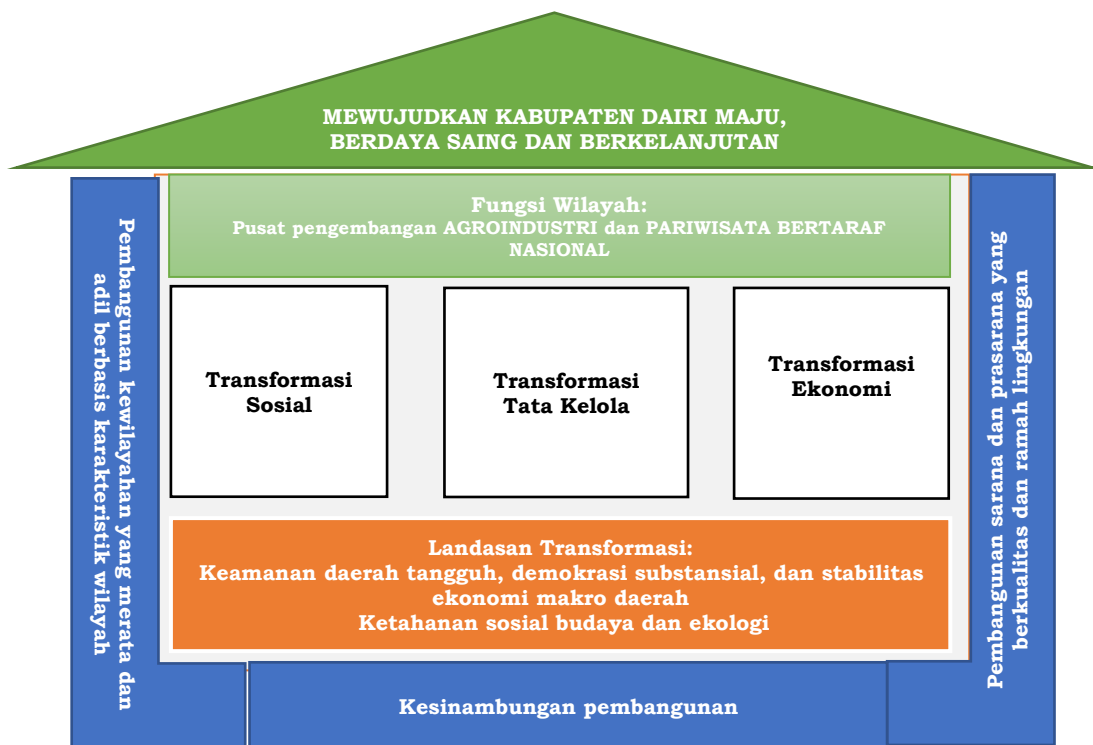 MEWUJUDKAN KABUPATEN DAIRI MAJU,
BERDAYA SAING DAN BERKELANJUTAN
Fungsi Wilayah:
Pusat pengembangan AGROINDUSTRI dan PARIWISATA BERTARAF
NASIONAL
Pembangunan kewilayahan yang merata dan
adil berbasis karakteristik wilayah
Transformasi
Sosial
Transformasi
Tata Kelola
Transformasi
Ekonomi
Pembangunan sarana dan prasarana yang
berkualitas dan ramah lingkungan
Landasan Transformasi:
Keamanan daerah tangguh, demokrasi substansial, dan stabilitas
ekonomi makro daerah
Ketahanan sosial budaya dan ekologi
Kesinambungan pembangunan